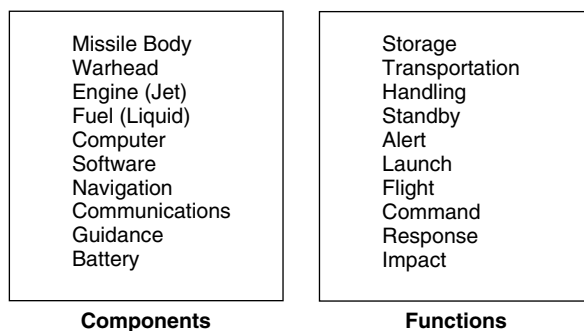 Missile Body
Warhead
Engine (Jet)
Fuel (Liquid)
Computer
Software
Navigation
Communications
Guidance
Battery
Components
Storage
Transportation
Handling
Standby
Alert
Launch
Flight
Command
Response
Impact
Functions